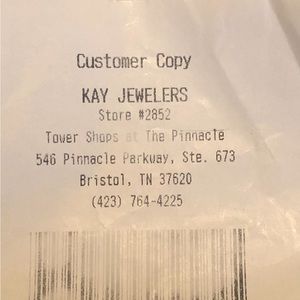 Customer Copy
KAY JEWELERS
Store #2852
Tower Shops at The Pinnacle
546 Pinnacle Parkway, Ste. 673
Bristol, TN 37620
(423) 764-4225